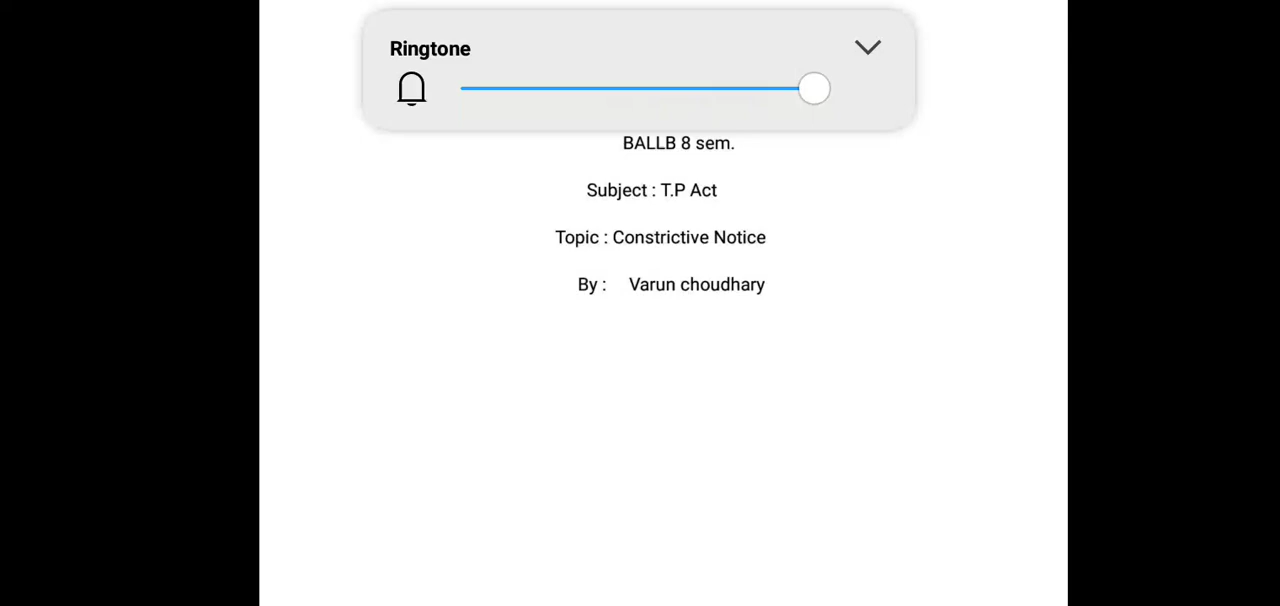 Ringtone
BALLB 8 sem.
Subject : T.P Act
Topic : Constrictive Notice
By : Varun choudhary